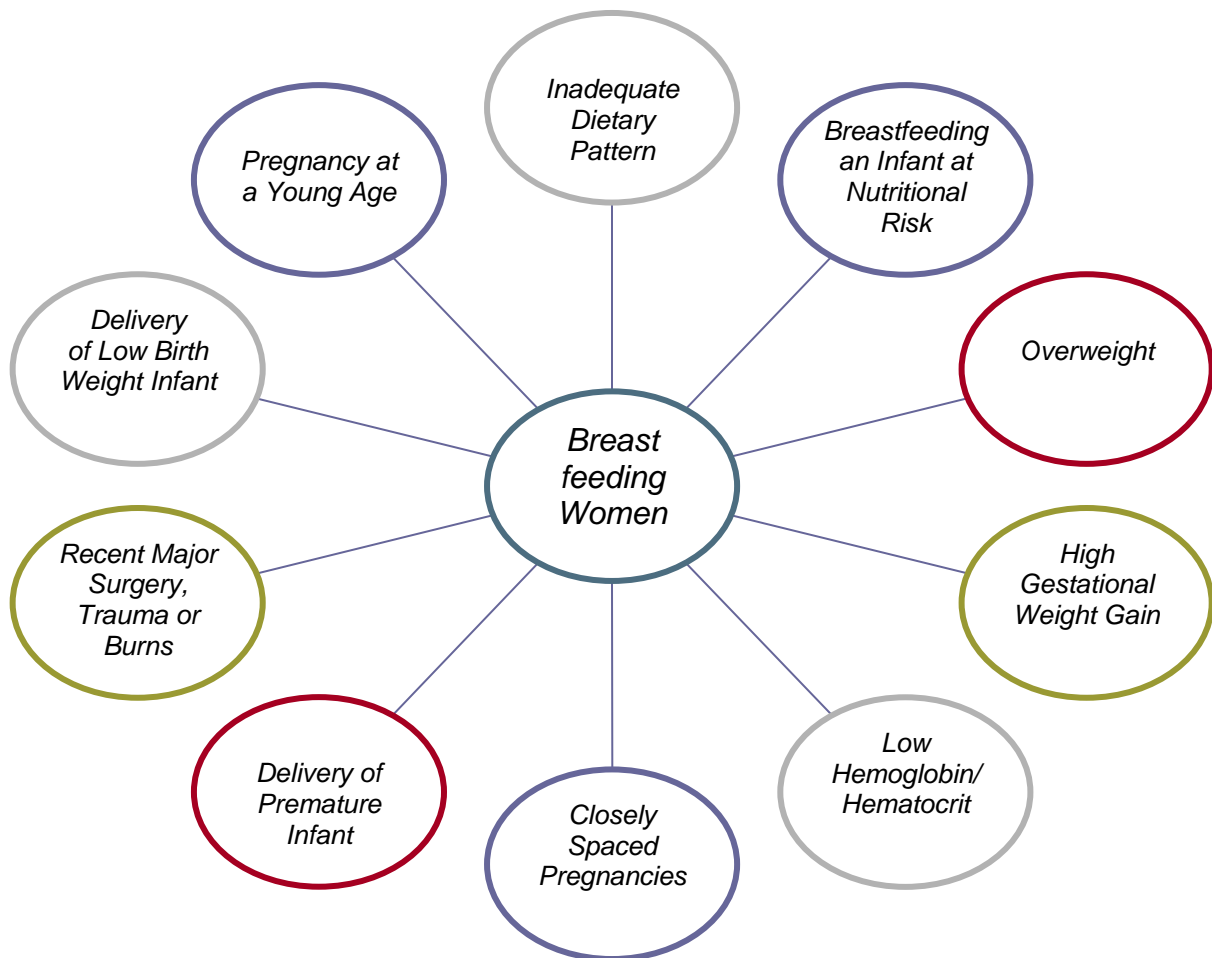 Inadequate
Dietary
Pattern
Breastfeeding
an Infant at
Nutritional
Risk
Pregnancy at
a Young Age
Overweight
Delivery
of Low Birth
Weight Infant
Breast
feeding
Women
High
Gestational
Weight Gain
Recent Major
Surgery,
Trauma or
Burns
Low
Hemoglobin/
Hematocrit
Delivery of
Premature
Infant
Closely
Spaced
Pregnancies